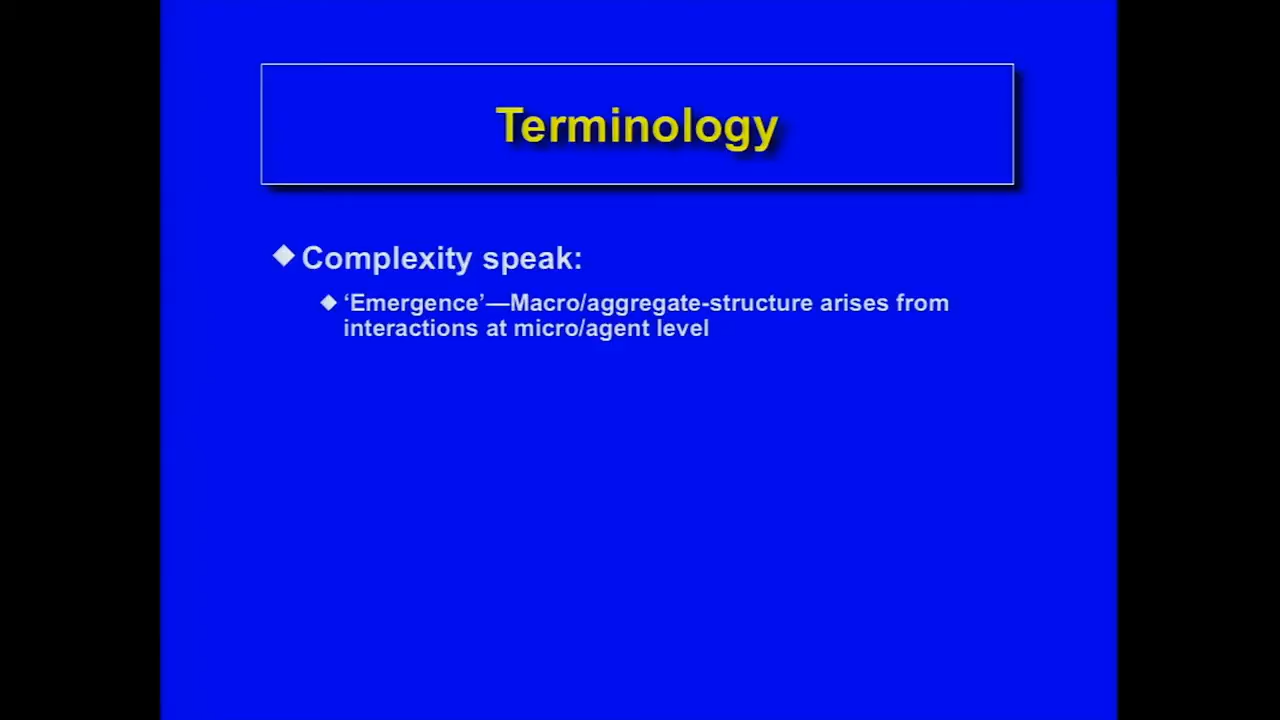 Terminology
Complexity speak:
‘Emergence’—Macro/aggregate-structure arises from
interactions at micro/agent level